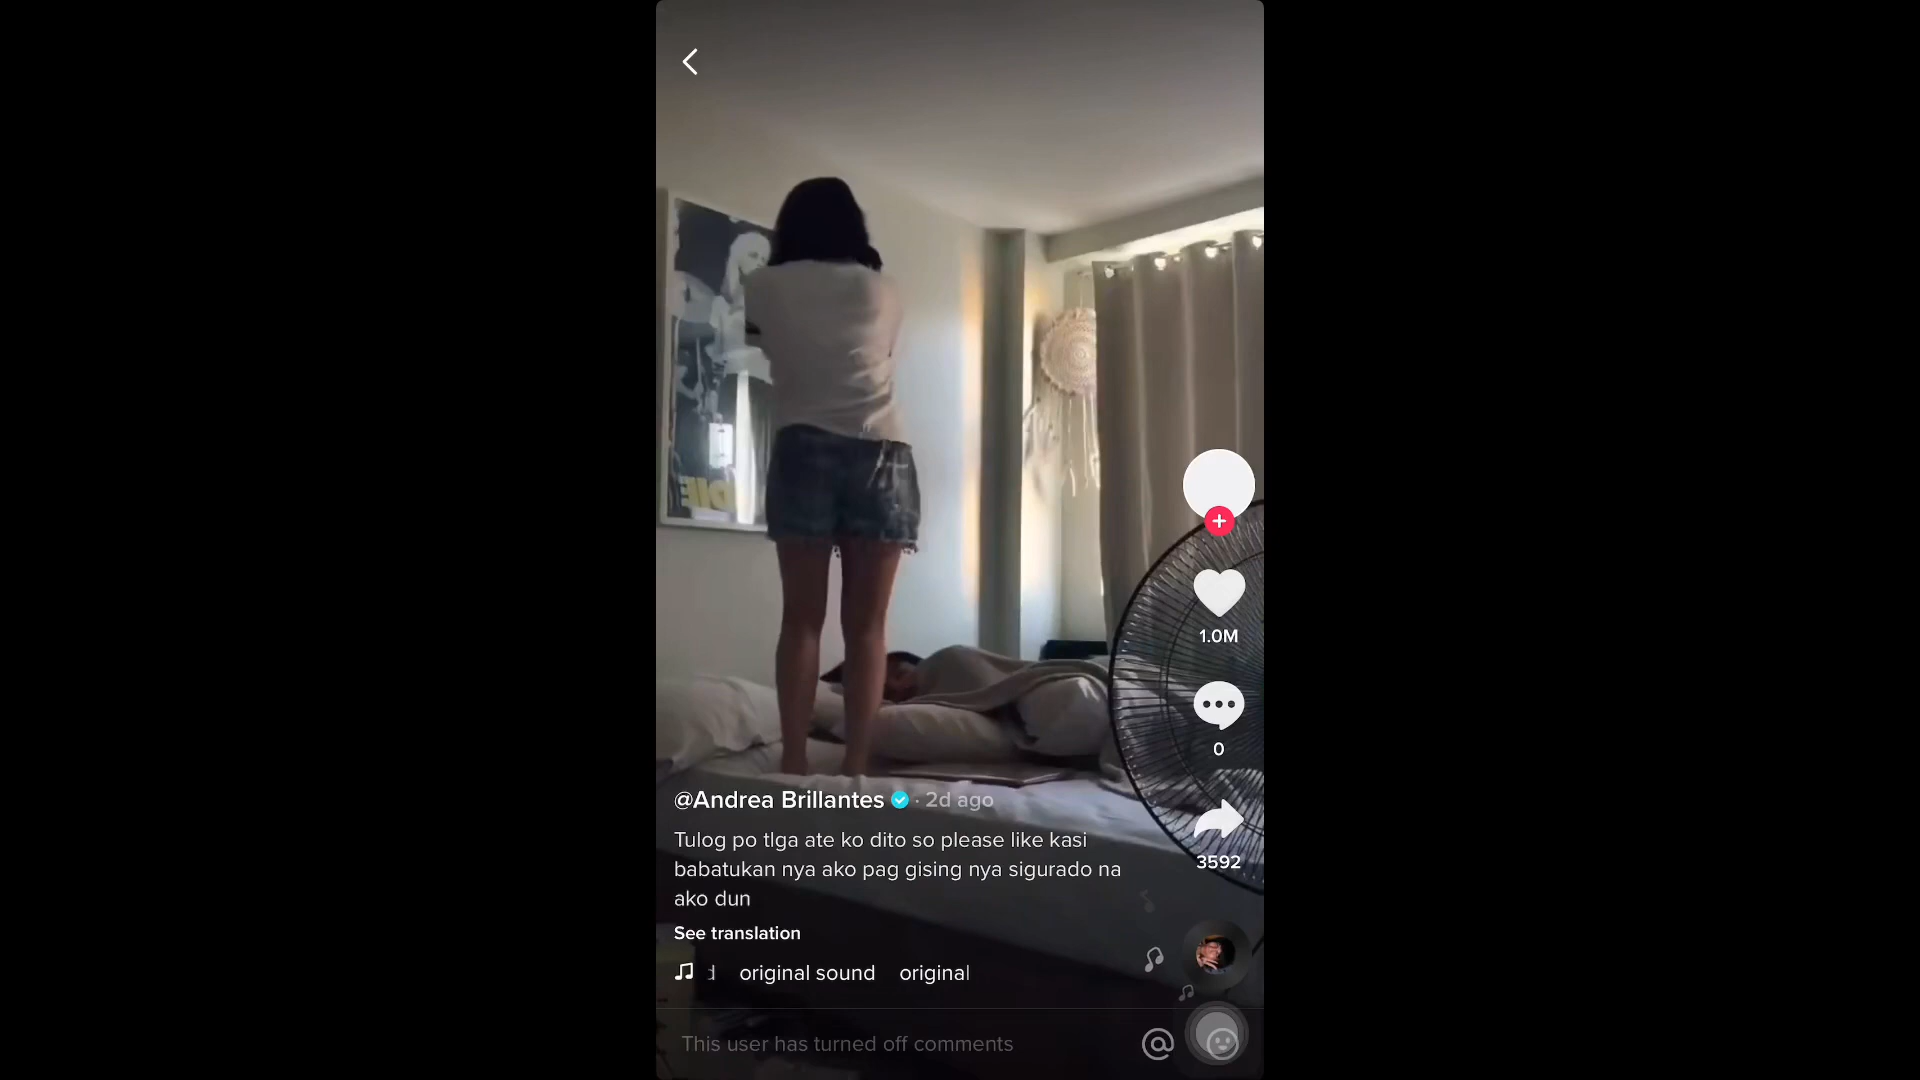 DIE
1.0M
0
3592
@Andrea Brillantes · 2d ago
Tulog po tlga ate ko dito so please like kasi
babatukan nya ako pag gising nya sigurado na
ako dun
See translation
original sound original
This user has turned off comments